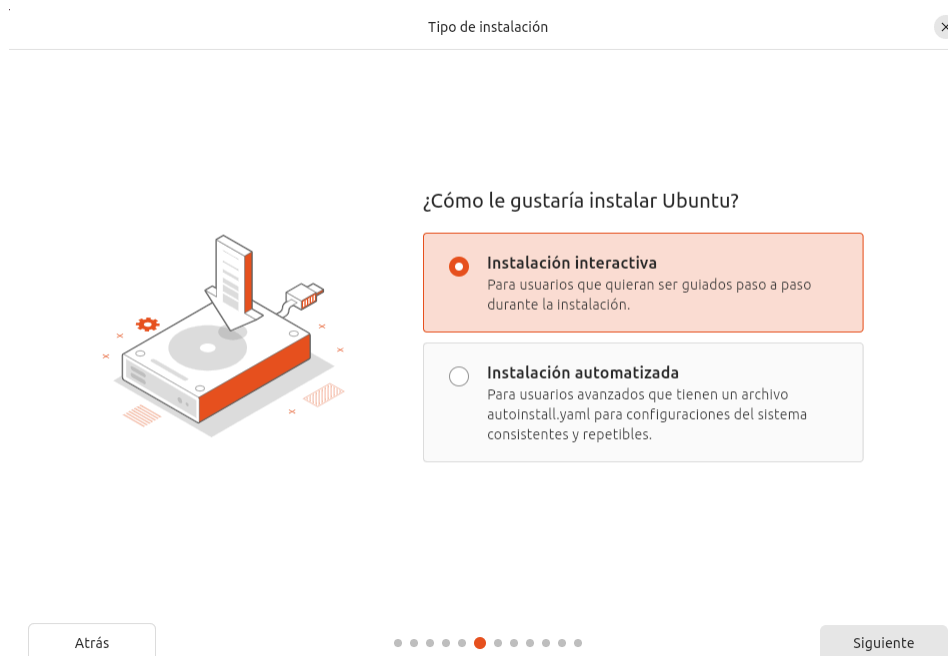 Tipo de instalación
¿Cómo le gustaría instalar Ubuntu?
Instalación interactiva
Para usuarios que quieran ser guiados paso a paso
durante la instalación.
Instalación automatizada
Para usuarios avanzados que tienen un archivo
autoinstall.yaml para configuraciones del sistema
consistentes y repetibles.
Atrás
Siguiente